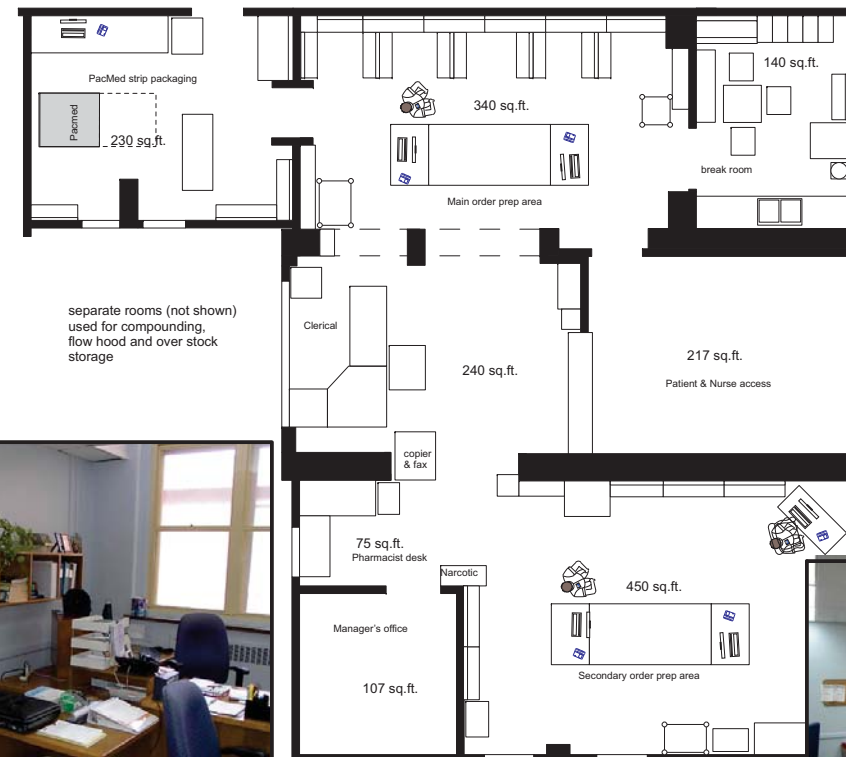 PacMed strip packaging
Pacmed
230 sq.ft.
340 sq.ft.
Main order prep area
140 sq.ft.
break room
separate rooms (not shown)
used for compounding,
flow hood and over stock
storage
Clerical
240 sq.ft.
217 sq.ft.
Patient & Nurse access
copier
& fax
75 sq.ft.
Pharmacist desk
Narcotic
450 sq.ft.
Manager's office
107 sq.ft.
Secondary order prep area